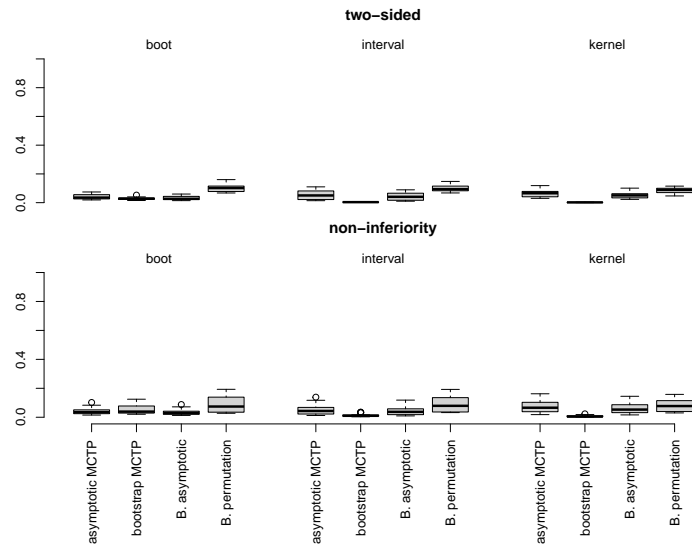 two-sided
boot interval kernel
0.0 0.4 0.8
non-inferiority
boot interval kernel
0.0 0.4 0.8
asymptotic MCTP bootstrap MCTP B. asymptotic B. permutation asymptotic MCTP bootstrap MCTP B. asymptotic B. permutation asymptotic MCTP bootstrap MCTP B. asymptotic B. permutation